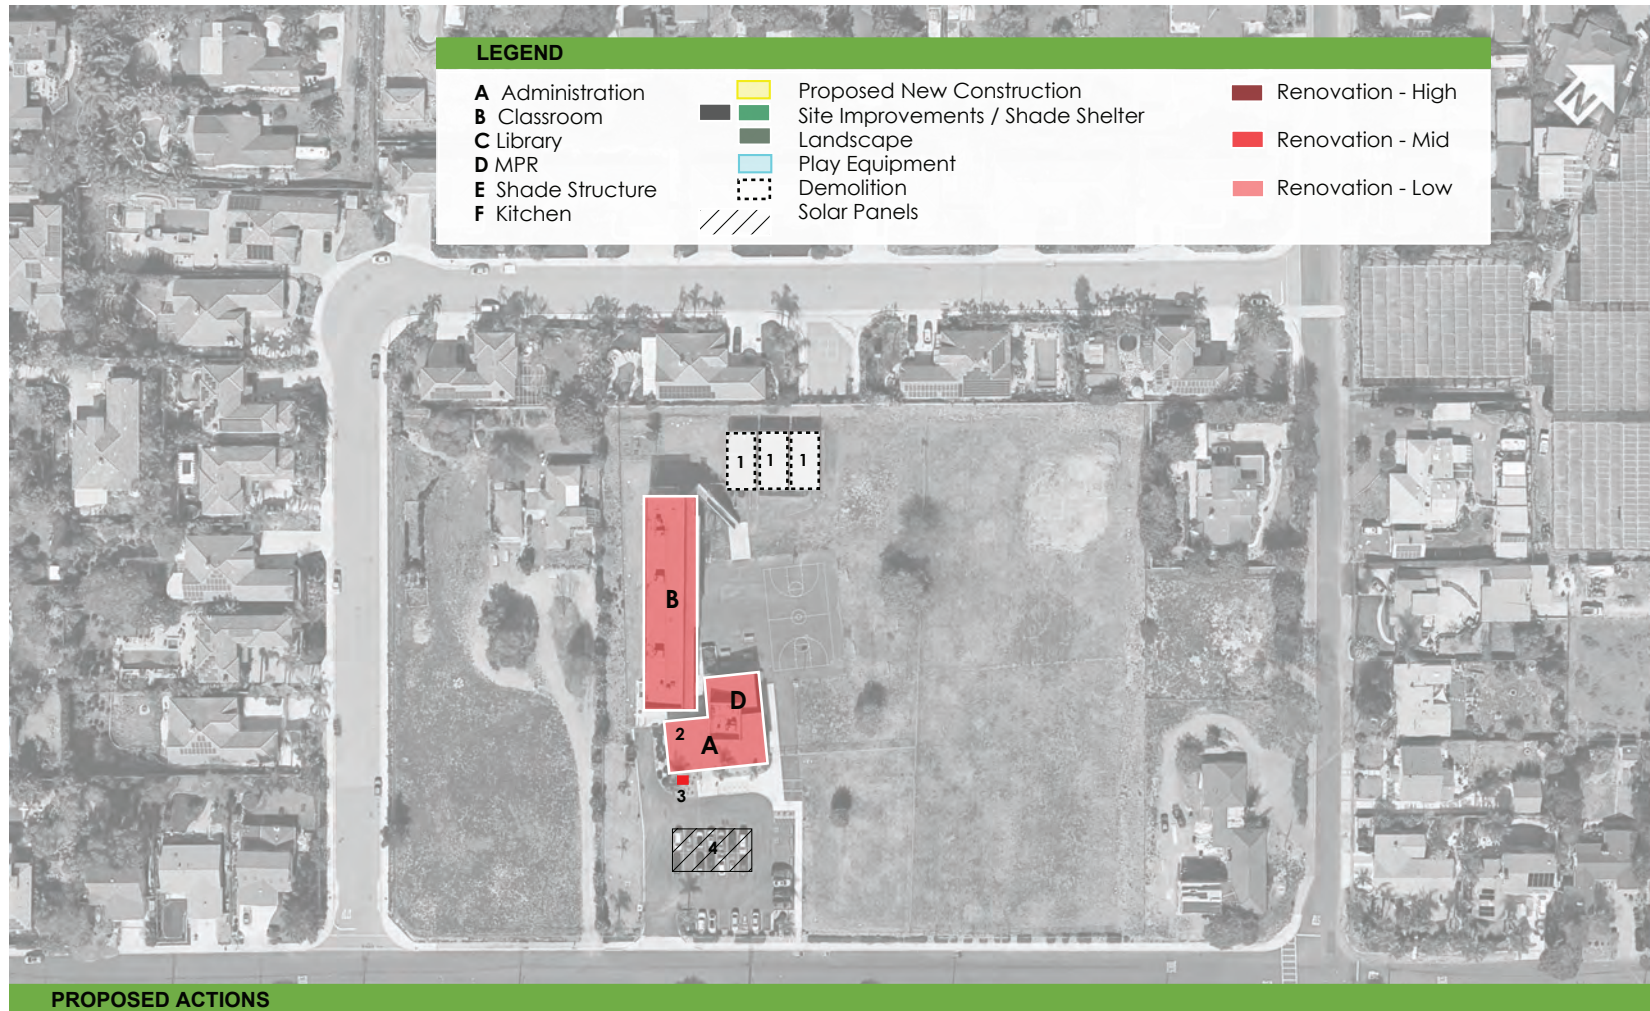 LEGEND
A Administration
B Classroom
C Library
D MPR
E Shade Structure
F Kitchen
Proposed New Construction
Site Improvements / Shade Shelter
Landscape
Play Equipment
Demolition
Solar Panels
Renovation - High
Renovation - Mid
Renovation - Low
N
1 1 1
B
D
2
A
3
4
PROPOSED ACTIONS